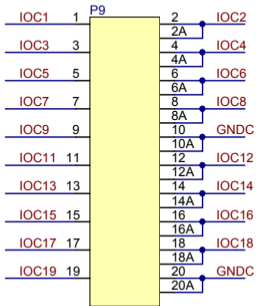 P9
IOC1 1 2 IOC2
2A
IOC3 3 4 IOC4
4A
IOC5 5 6 IOC6
6A
IOC7 7 8 IOC8
8A
IOC9 9 10 GNDC
10A
IOC11 11 12 IOC12
12A
IOC13 13 14 IOC14
14A
IOC15 15 16 IOC16
16A
IOC17 17 18 IOC18
18A
IOC19 19 20 GNDC
20A